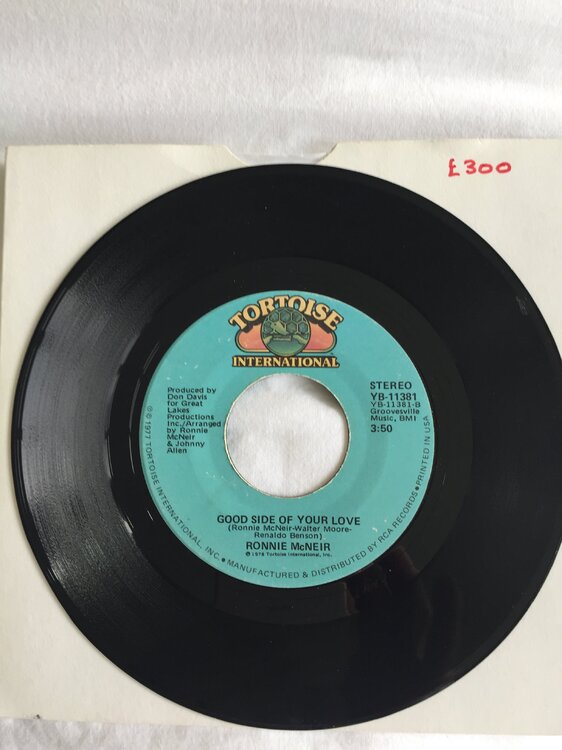 £300
TORTOISE
INTERNATIONAL
Produced by
Don Davis
for Great
Lakes
Productions
Inc./Arranged
by Ronnie
McNeir
& Johnny
Allen
STEREO
YB-11381
YB-11381-B
Groovesville
Music, BMI
3:50
GOOD SIDE OF YOUR LOVE
(Ronnie McNeir-Walter Moore-
Renaldo Benson)
RONNIE McNEIR
℗ 1978 Tortoise International, Inc.
©® 1977 TORTOISE INTERNATIONAL, INC. • MANUFACTURED & DISTRIBUTED BY RCA RECORDS • PRINTED IN USA